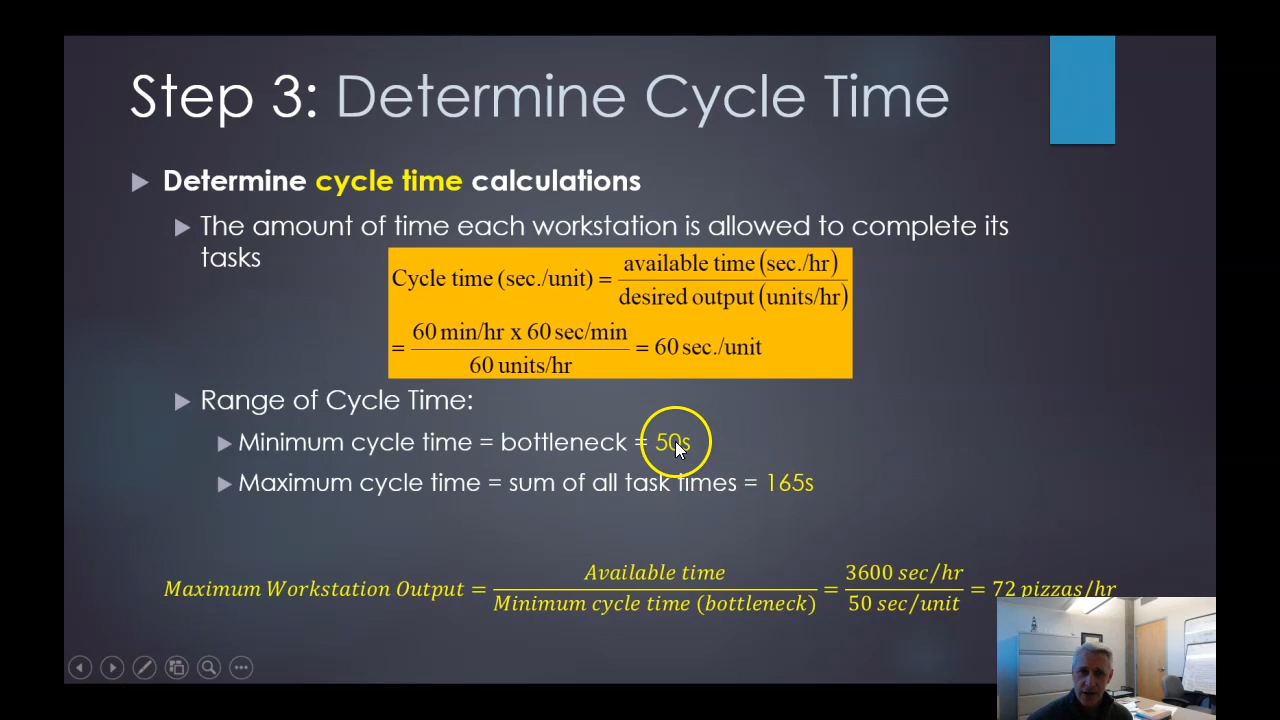 Step 3: Determine Cycle Time
Determine cycle time calculations
The amount of time each workstation is allowed to complete its
tasks
Cycle time (sec./unit) = available time (sec./hr) / desired output (units/hr)
= 60 min/hr x 60 sec/min / 60 units/hr = 60 sec./unit
Range of Cycle Time:
Minimum cycle time = bottleneck = 50s
Maximum cycle time = sum of all task times = 165s
Maximum Workstation Output = Available time / Minimum cycle time (bottleneck) = 3600 sec/hr / 50 sec/unit = 72 pizzas/hr